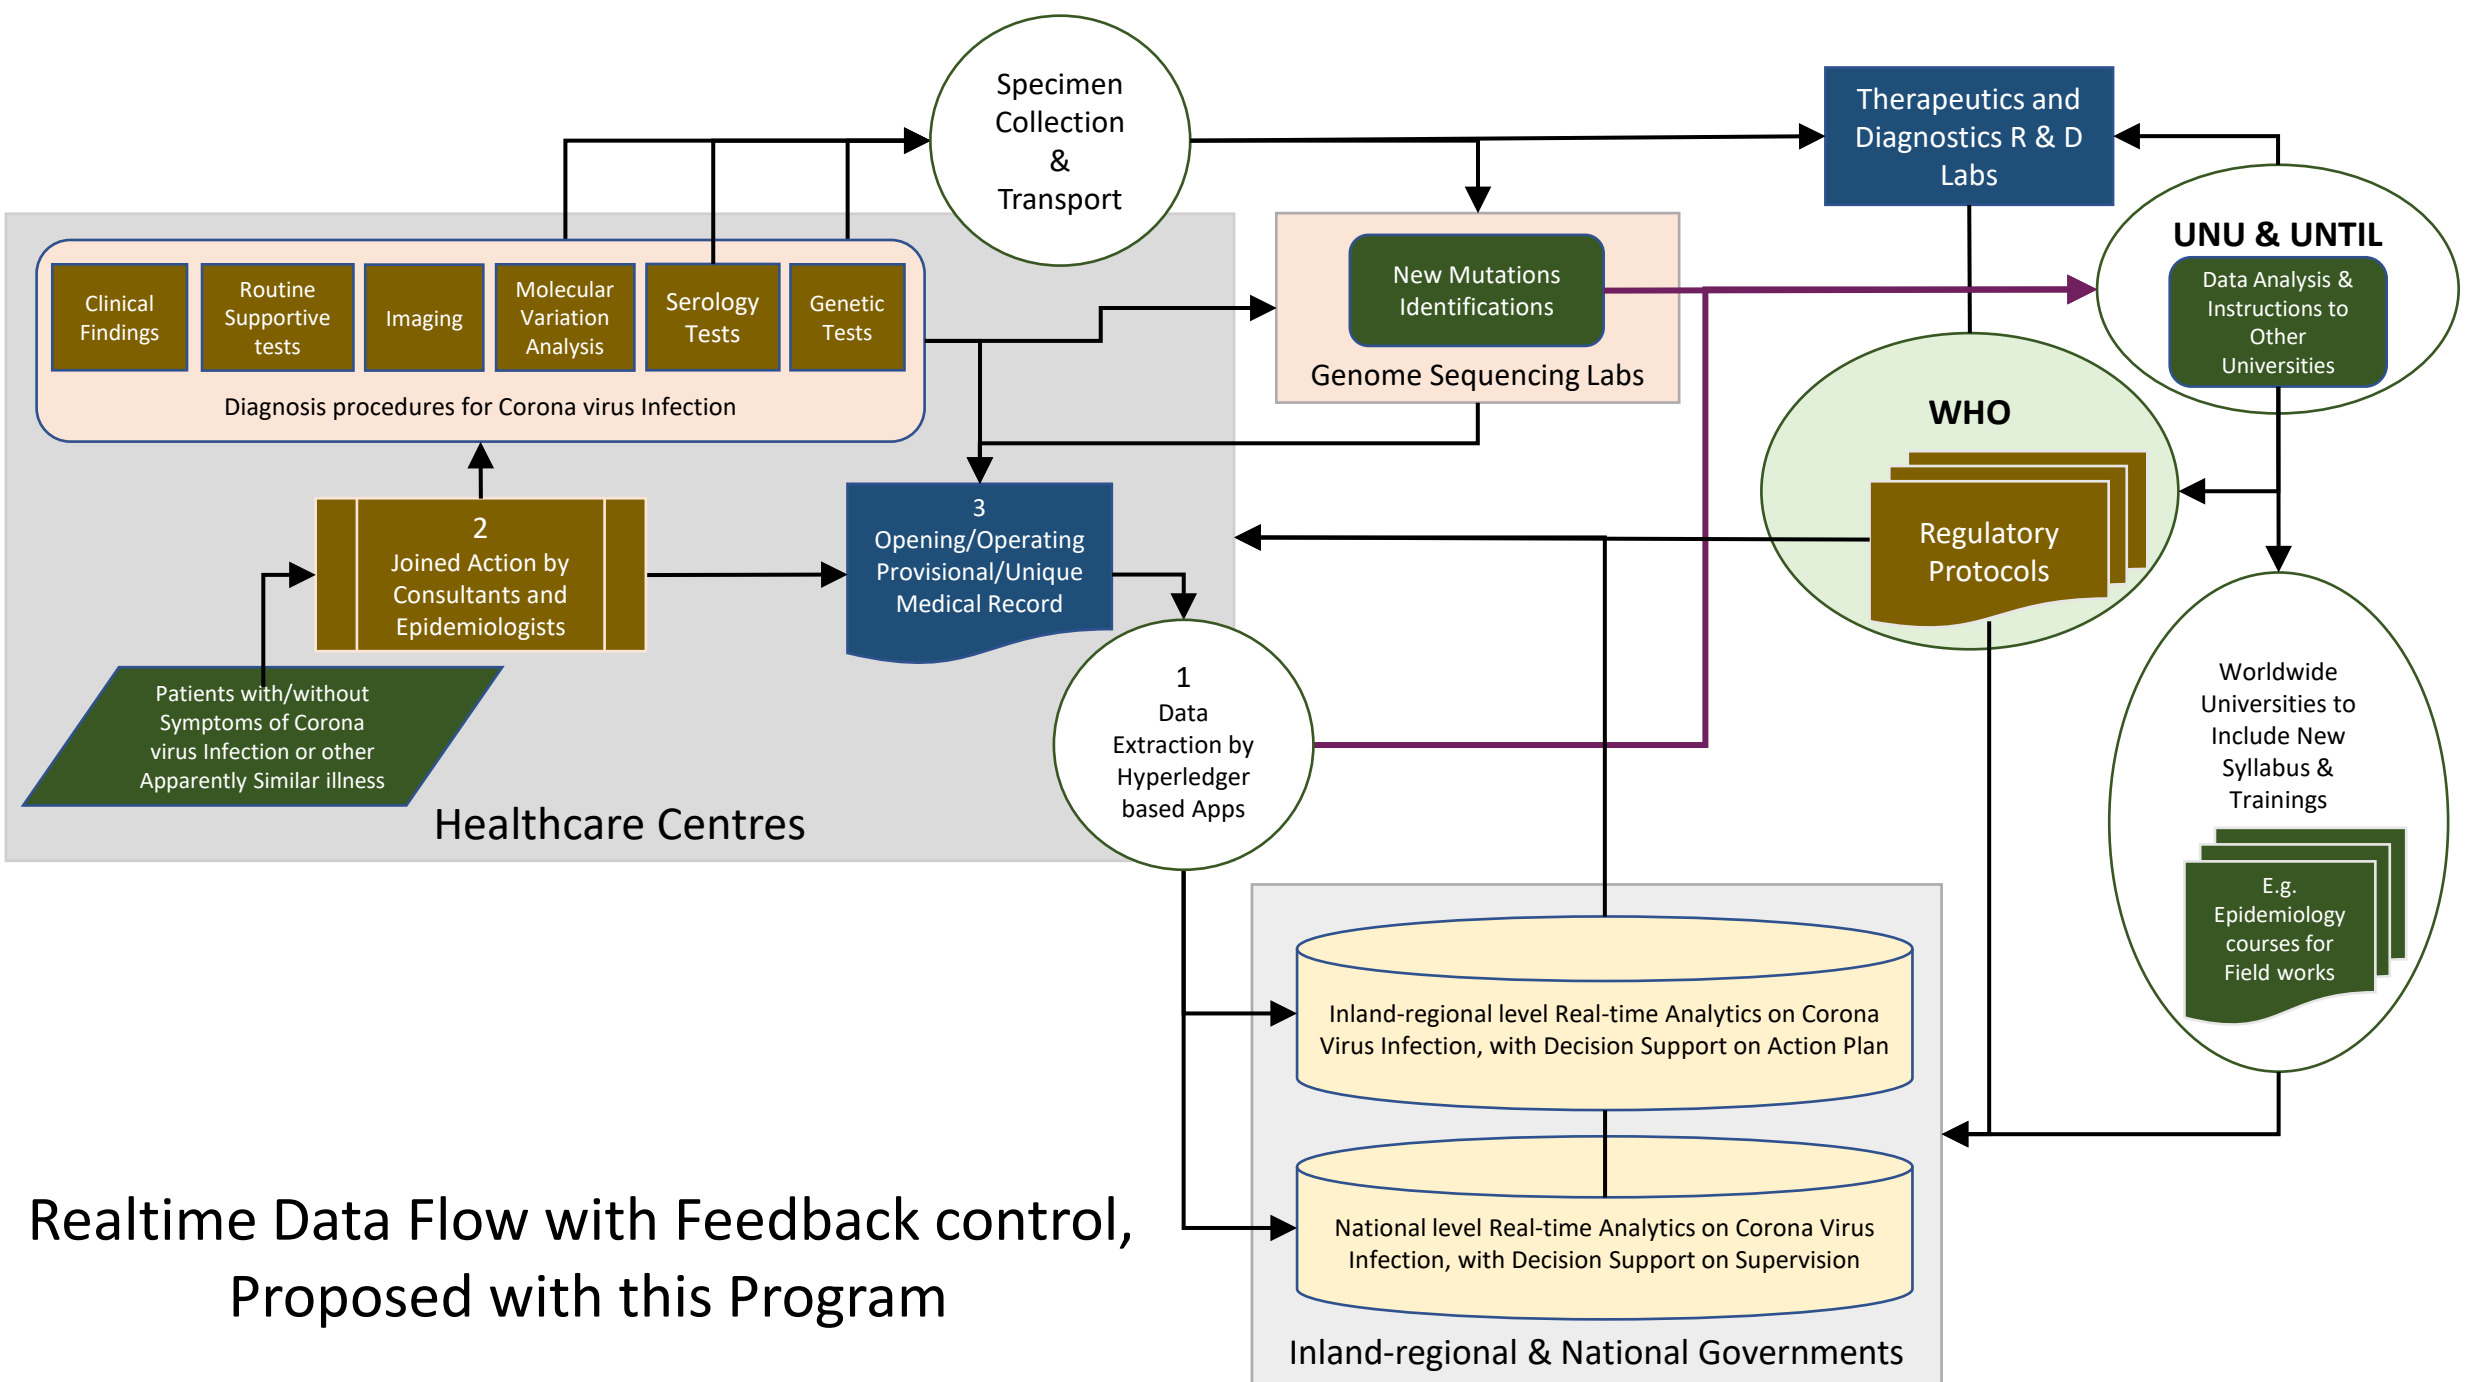 Specimen
Collection
&
Transport
Therapeutics and
Diagnostics R & D
Labs
UNU & UNTIL
Data Analysis &
Instructions to
Other
Universities
Clinical
Findings
Routine
Supportive
tests
Imaging
Molecular
Variation
Analysis
Serology
Tests
Genetic
Tests
Diagnosis procedures for Corona virus Infection
New Mutations
Identifications
Genome Sequencing Labs
WHO
Regulatory
Protocols
2
Joined Action by
Consultants and
Epidemiologists
3
Opening/Operating
Provisional/Unique
Medical Record
Patients with/without
Symptoms of Corona
virus Infection or other
Apparently Similar illness
Healthcare Centres
1
Data
Extraction by
Hyperledger
based Apps
Worldwide
Universities to
Include New
Syllabus &
Trainings
E.g.
Epidemiology
courses for
Field works
Inland-regional level Real-time Analytics on Corona
Virus Infection, with Decision Support on Action Plan
National level Real-time Analytics on Corona Virus
Infection, with Decision Support on Supervision
Inland-regional & National Governments
Realtime Data Flow with Feedback control,
Proposed with this Program